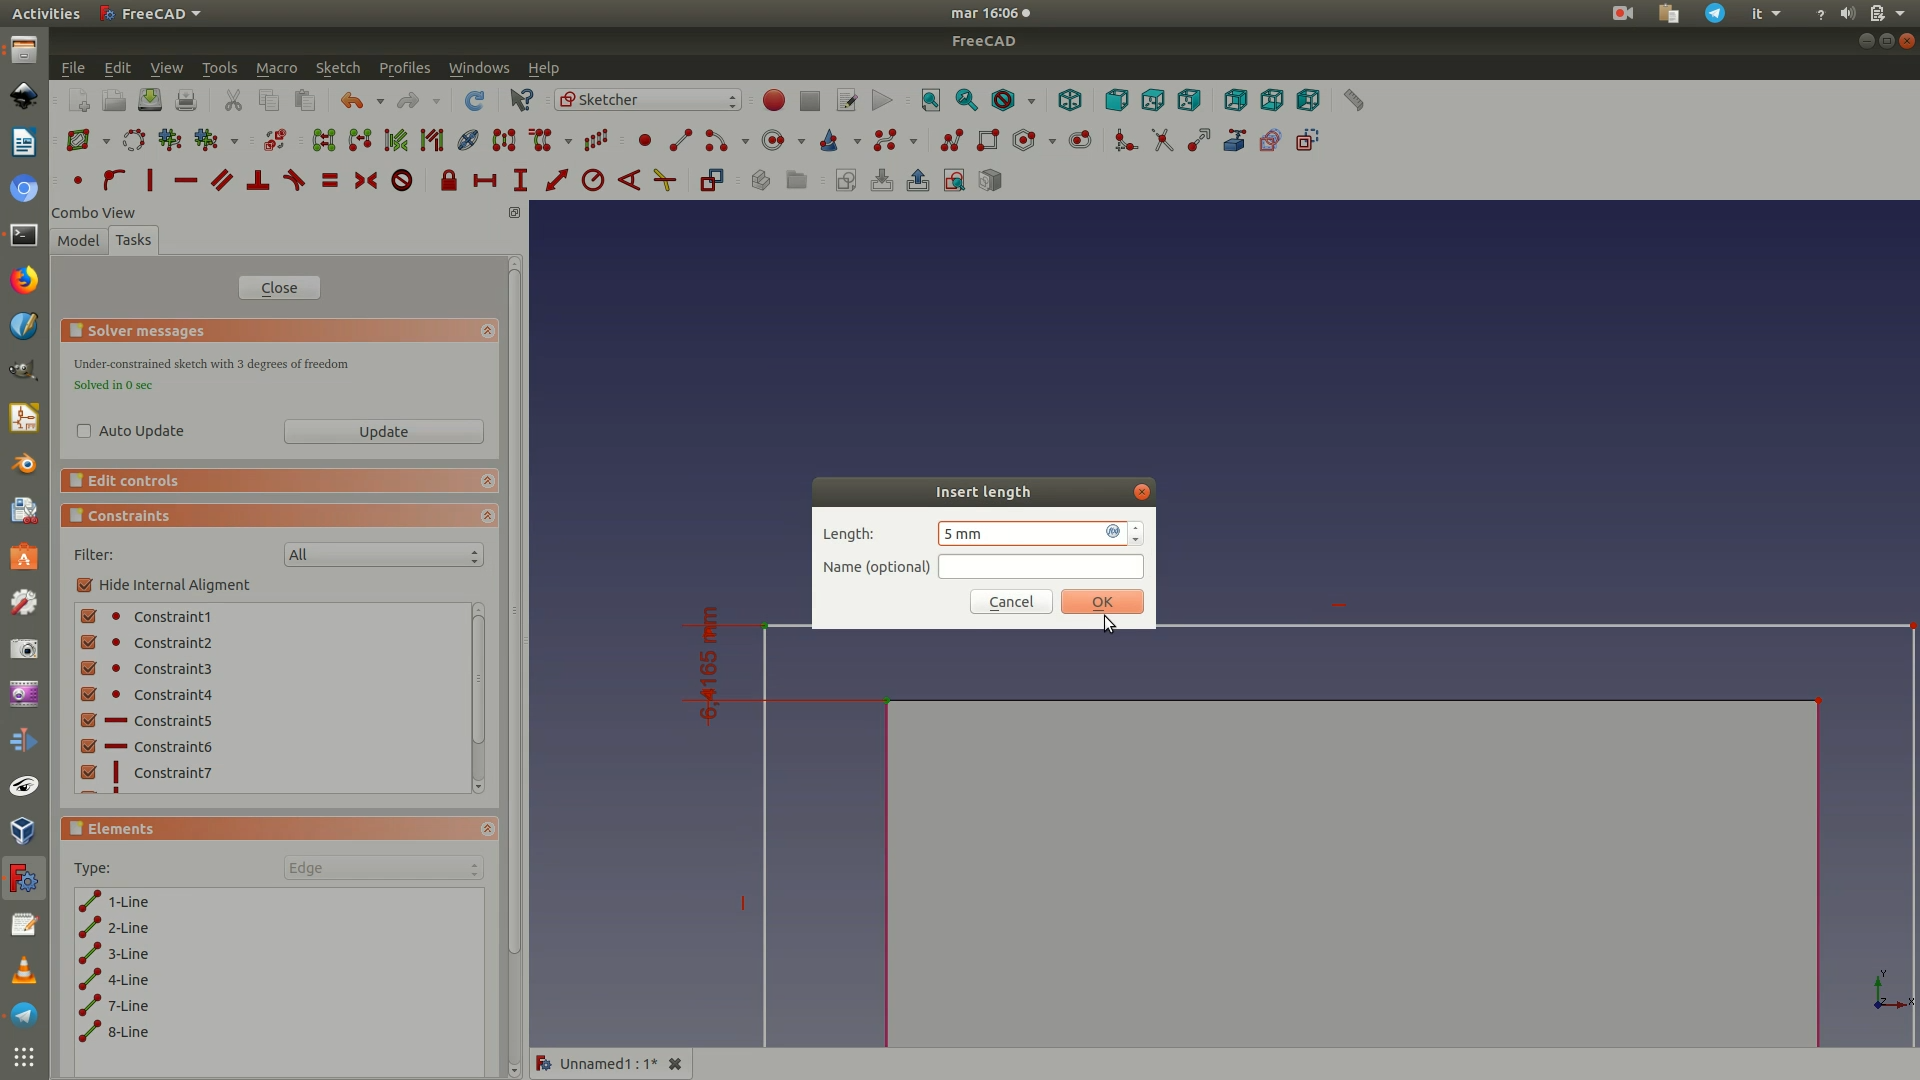 Activities FreeCAD mar 16:06 it ?
FreeCAD
File Edit View Tools Macro Sketch Profiles Windows Help
Sketcher
Combo View
Model Tasks
Close
Solver messages
Under-constrained sketch with 3 degrees of freedom
Solved in 0 sec
Auto Update Update
Edit controls
Constraints
Filter: All
Hide Internal Aligment
Constraint1
Constraint2
Constraint3
Constraint4
Constraint5
Constraint6
Constraint7
Elements
Type: Edge
1-Line
2-Line
3-Line
4-Line
7-Line
8-Line
Insert length
Length: 5 mm
Name (optional)
Cancel OK
Y
Z X
Unnamed1 : 1*